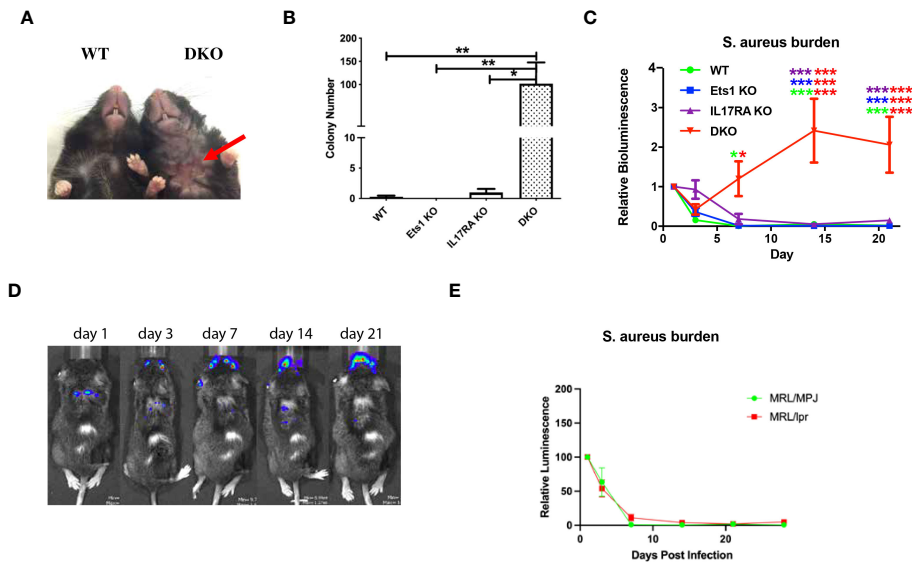 A
WT DKO
B
200
150
100
50
10
5
0
Colony Number
**
**
*
WT
Ets1 KO
IL17RA KO
DKO
C
S. aureus burden
4
3
2
1
0
Relative Bioluminescence
WT
Ets1 KO
IL17RA KO
DKO
**
*** ***
*** ***
*** ***
*** ***
*** ***
*** ***
0 5 10 15 20
Day
D
day 1 day 3 day 7 day 14 day 21
E
S. aureus burden
200
150
100
50
0
Relative Luminescence
MRL/MPJ
MRL/lpr
0 10 20
Days Post Infection